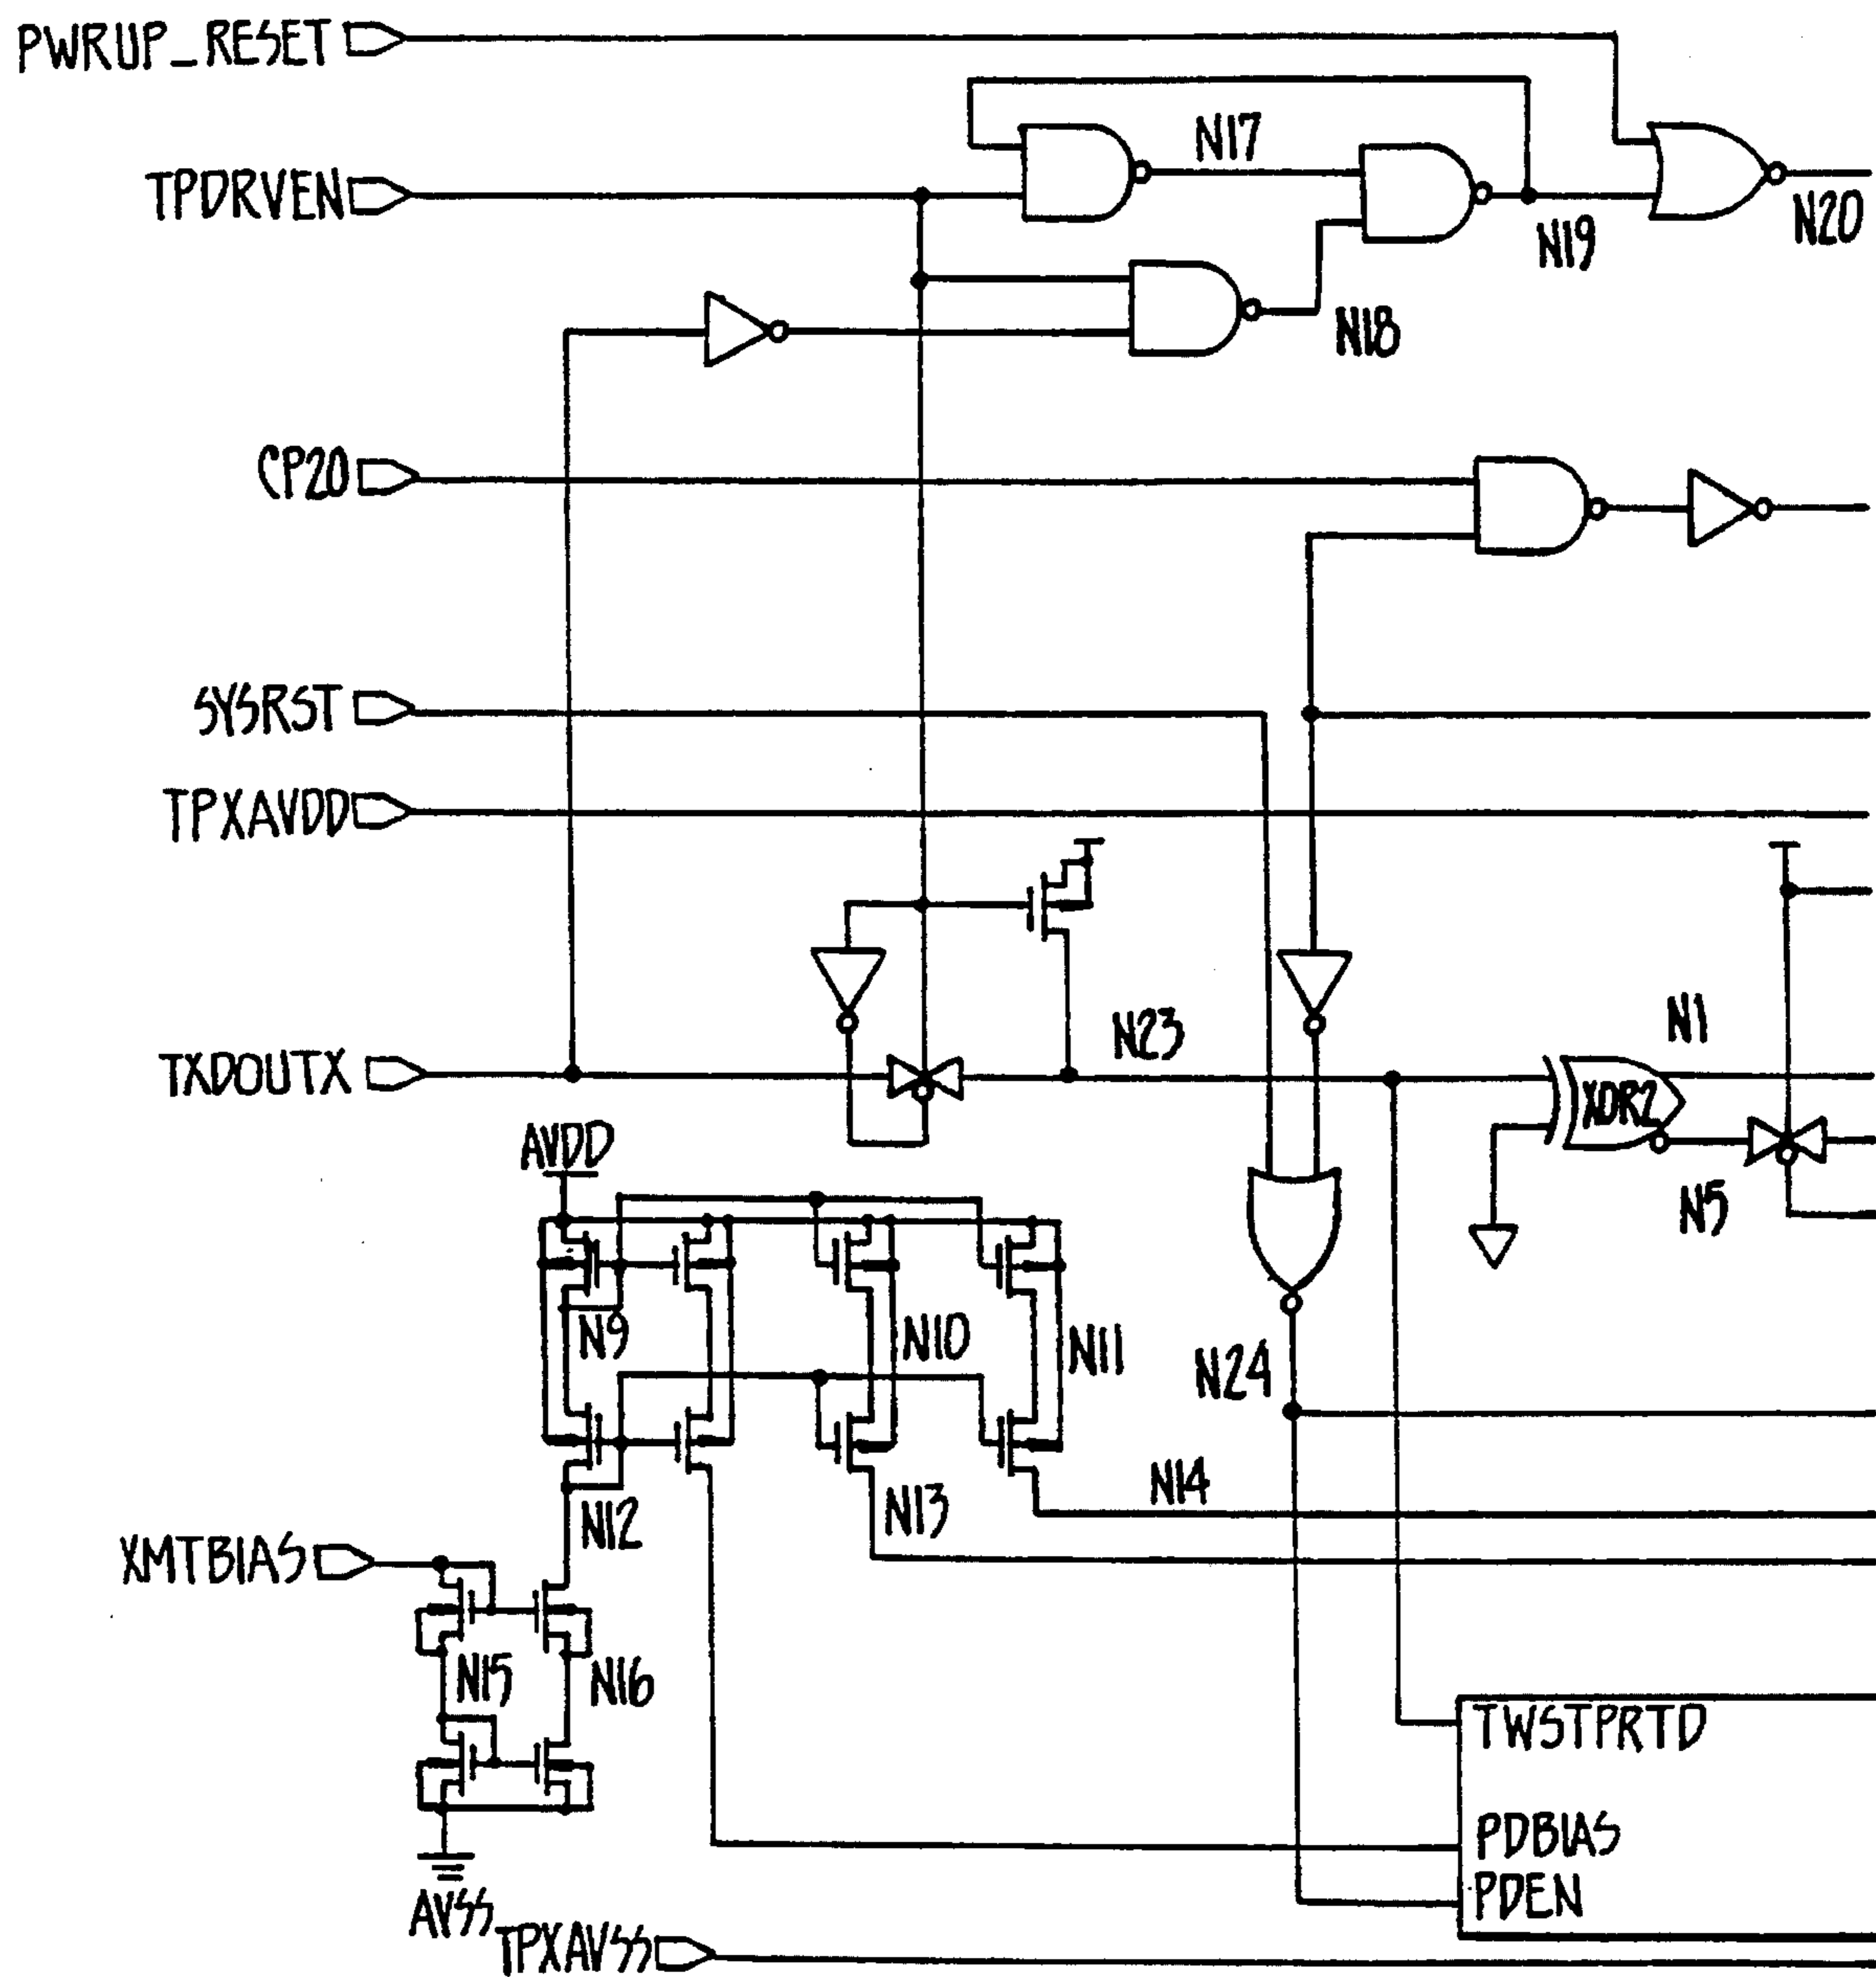 PWRUP_RESET
N17
TPDRVEN
N19
N20
N18
CP20
SYSRST
TPXAVDD
N23
N1
TXDOUTX
XOR2
AVDD
N5
N9
N10
N11
N24
N12
N13
N14
XMTBIAS
N15
N16
TWSTPRTD
PDBIAS
PDEN
AVSS
TPXAVSS